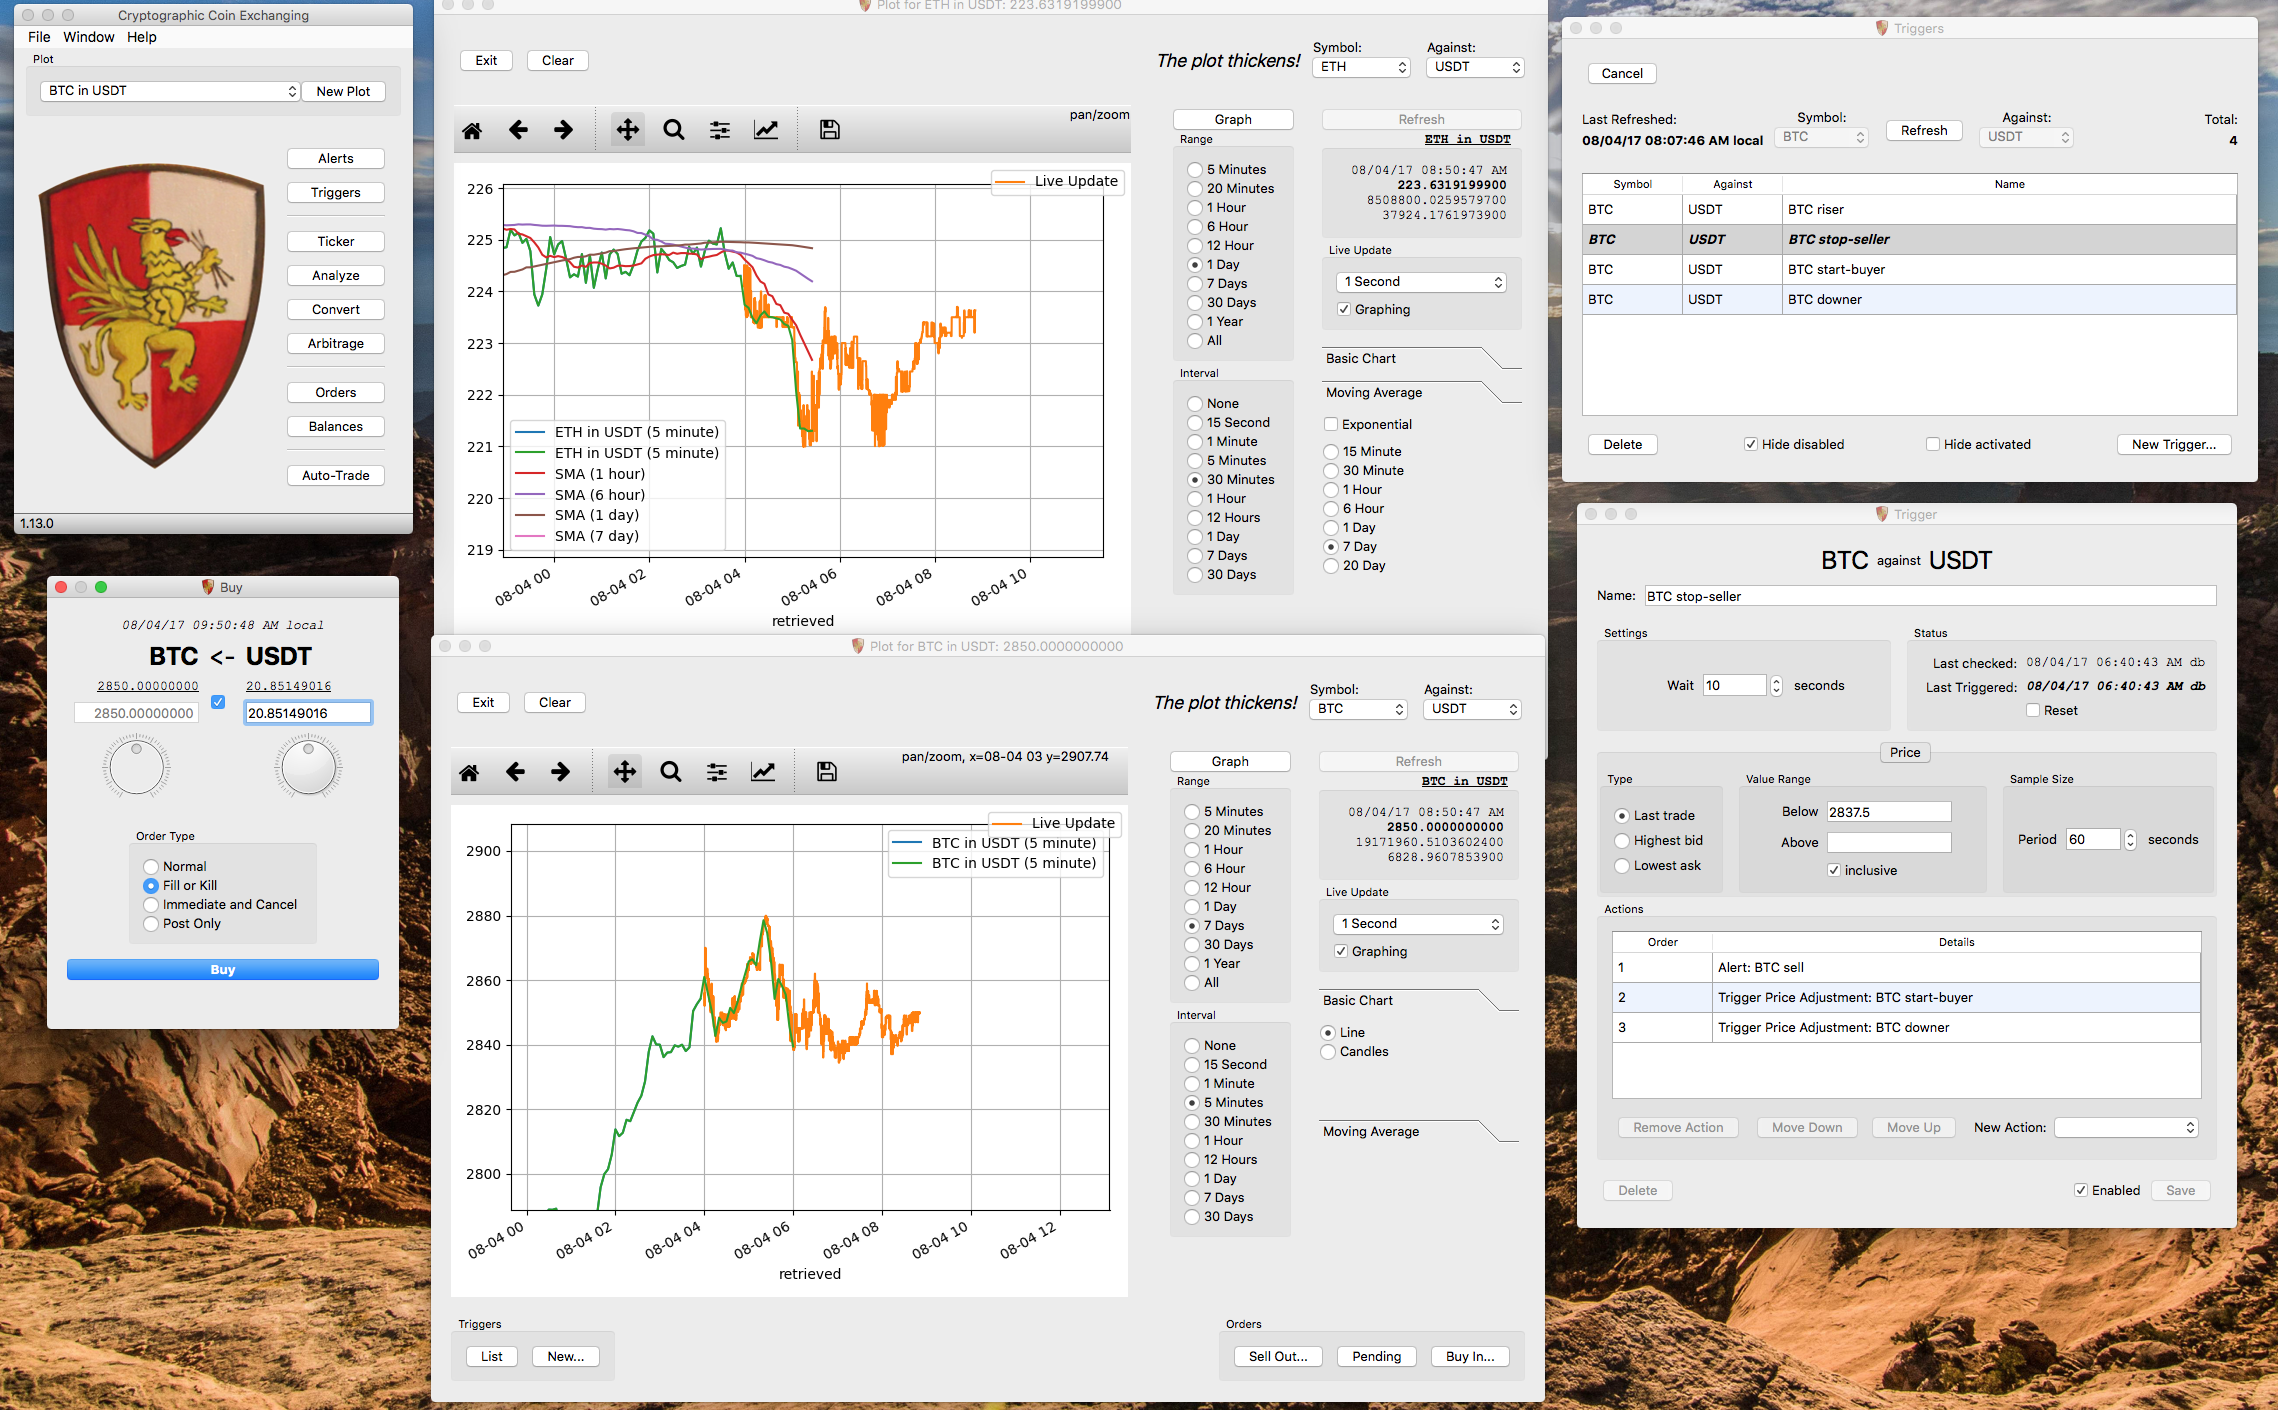 Cryptographic Coin Exchanging
File Window Help
Plot
BTC in USDT
New Plot
Alerts
Triggers
Ticker
Analyze
Convert
Arbitrage
Orders
Balances
Auto-Trade
1.13.0
Buy
08/04/17 09:50:48 AM local
BTC <- USDT
2850.00000000 20.85149016
2850.00000000 20.85149016
Order Type
Normal
Fill or Kill
Immediate and Cancel
Post Only
Buy
Plot for ETH in USDT: 223.6319199900
Exit Clear
The plot thickens!
Symbol: Against:
ETH USDT
pan/zoom
Live Update
226
225
224
223
222
221
220
219
ETH in USDT (5 minute)
ETH in USDT (5 minute)
SMA (1 hour)
SMA (6 hour)
SMA (1 day)
SMA (7 day)
08-04 00 08-04 02 08-04 04 08-04 06 08-04 08 08-04 10
retrieved
Graph
Range
5 Minutes
20 Minutes
1 Hour
6 Hour
12 Hour
1 Day
7 Days
30 Days
1 Year
All
Interval
None
15 Second
1 Minute
5 Minutes
30 Minutes
1 Hour
12 Hours
1 Day
7 Days
30 Days
Refresh
ETH in USDT
08/04/17 08:50:47 AM
223.6319199900
8508800.0259579700
37924.1761973900
Live Update
1 Second
Graphing
Basic Chart
Moving Average
Exponential
15 Minute
30 Minute
1 Hour
6 Hour
1 Day
7 Day
20 Day
Plot for BTC in USDT: 2850.0000000000
Exit Clear
The plot thickens!
Symbol: Against:
BTC USDT
pan/zoom, x=08-04 03 y=2907.74
Live Update
BTC in USDT (5 minute)
BTC in USDT (5 minute)
2900
2880
2860
2840
2820
2800
08-04 00 08-04 02 08-04 04 08-04 06 08-04 08 08-04 10 08-04 12
retrieved
Graph
Range
5 Minutes
20 Minutes
1 Hour
6 Hour
12 Hour
1 Day
7 Days
30 Days
1 Year
All
Interval
None
15 Second
1 Minute
5 Minutes
30 Minutes
1 Hour
12 Hours
1 Day
7 Days
30 Days
Refresh
BTC in USDT
08/04/17 08:50:47 AM
2850.0000000000
19171960.5103602400
6828.9607853900
Live Update
1 Second
Graphing
Basic Chart
Line
Candles
Moving Average
Triggers
List New...
Orders
Sell Out... Pending Buy In...
Triggers
Cancel
Last Refreshed: Symbol: Against: Total:
08/04/17 08:07:46 AM local BTC Refresh USDT 4
Symbol Against Name
BTC USDT BTC riser
BTC USDT BTC stop-seller
BTC USDT BTC start-buyer
BTC USDT BTC downer
Delete Hide disabled Hide activated New Trigger...
Trigger
BTC against USDT
Name: BTC stop-seller
Settings
Wait 10 seconds
Status
Last checked: 08/04/17 06:40:43 AM db
Last Triggered: 08/04/17 06:40:43 AM db
Reset
Price
Type
Last trade
Highest bid
Lowest ask
Value Range
Below 2837.5
Above
inclusive
Sample Size
Period 60 seconds
Actions
Order Details
1 Alert: BTC sell
2 Trigger Price Adjustment: BTC start-buyer
3 Trigger Price Adjustment: BTC downer
Remove Action Move Down Move Up New Action:
Delete Enabled Save